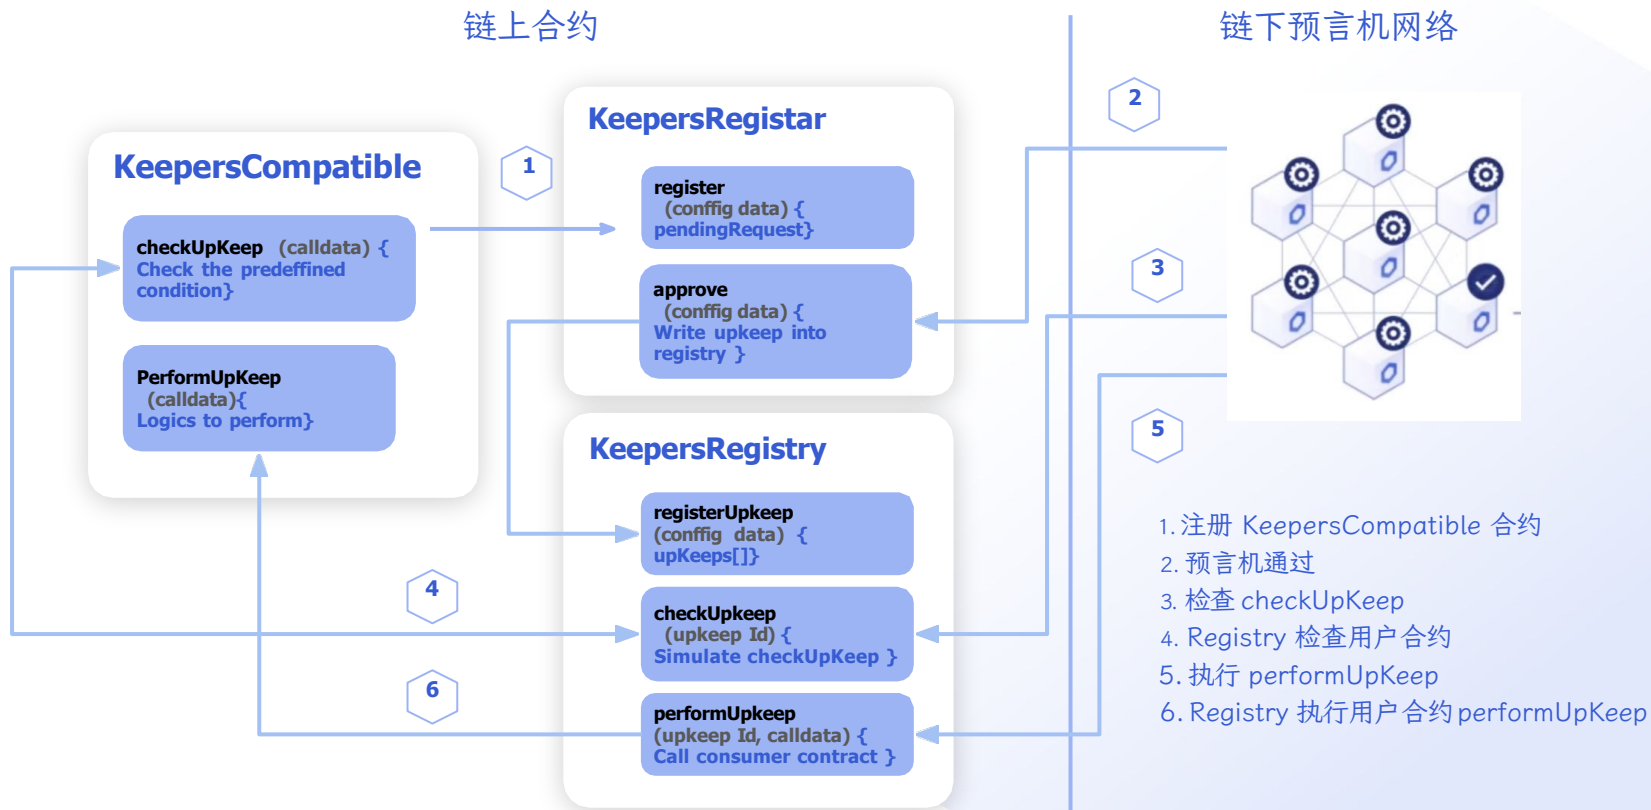 链上合约
链下预言机网络
KeepersCompatible
checkUpKeep (calldata) {
Check the predeffined
condition}
PerformUpKeep
(calldata){
Logics to perform}
1
KeepersRegistar
register
(conffig data) {
pendingRequest}
approve
(conffig data) {
Write upkeep into
registry }
KeepersRegistry
registerUpkeep
(conffig data) {
upKeeps[]}
checkUpkeep
(upkeep Id) {
Simulate checkUpKeep }
performUpkeep
(upkeep Id, calldata) {
Call consumer contract }
4
6
2
3
5
1. 注册 KeepersCompatible 合约
2. 预言机通过
3. 检查 checkUpKeep
4. Registry 检查用户合约
5. 执行 performUpKeep
6. Registry 执行用户合约 performUpKeep